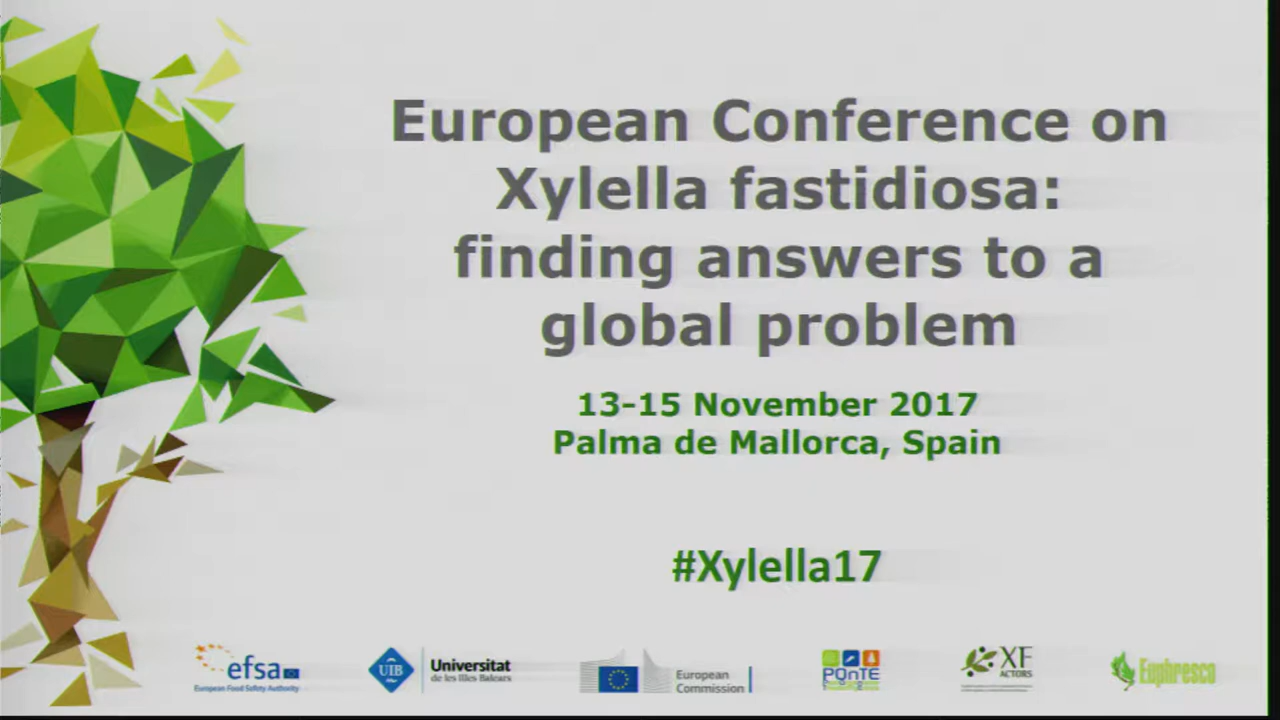 European Conference on
Xylella fastidiosa:
finding answers to a
global problem
13-15 November 2017
Palma de Mallorca, Spain
#Xylella17
efsa
European Food Safety Authority
UIB
Universitat
de les Illes Balears
European
Commission
PQnTE
XF
ACTORS
Euphresco